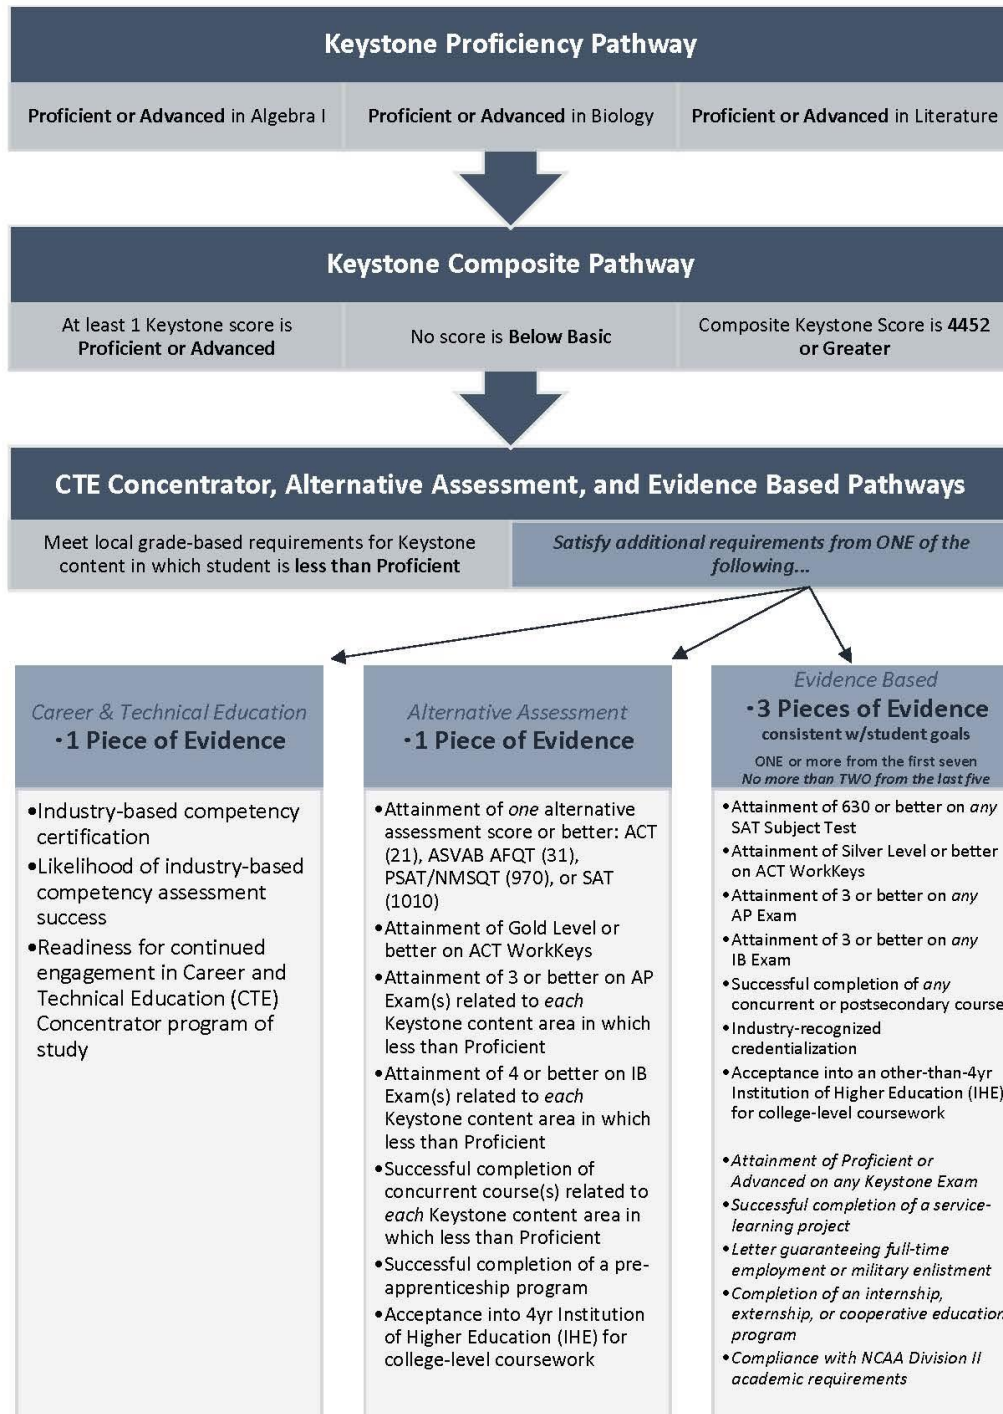 Keystone Proficiency Pathway
Proficient or Advanced in Algebra I
Proficient or Advanced in Biology
Proficient or Advanced in Literature
Keystone Composite Pathway
At least 1 Keystone score is
Proficient or Advanced
No score is Below Basic
Composite Keystone Score is 4452
or Greater
CTE Concentrator, Alternative Assessment, and Evidence Based Pathways
Meet local grade-based requirements for Keystone
content in which student is less than Proficient
Satisfy additional requirements from ONE of the
following...
Career & Technical Education
·1 Piece of Evidence
•Industry-based competency
certification
•Likelihood of industry-based
competency assessment
success
•Readiness for continued
engagement in Career and
Technical Education (CTE)
Concentrator program of
study
Alternative Assessment
·1 Piece of Evidence
•Attainment of one alternative
assessment score or better: ACT
(21), ASVAB AFQT (31),
PSAT/NMSQT (970), or SAT
(1010)
•Attainment of Gold Level or
better on ACT WorkKeys
•Attainment of 3 or better on AP
Exam(s) related to each
Keystone content area in which
less than Proficient
•Attainment of 4 or better on IB
Exam(s) related to each
Keystone content area in which
less than Proficient
•Successful completion of
concurrent course(s) related to
each Keystone content area in
which less than Proficient
•Successful completion of a pre-
apprenticeship program
•Acceptance into 4yr Institution
of Higher Education (IHE) for
college-level coursework
Evidence Based
·3 Pieces of Evidence
consistent w/student goals
ONE or more from the first seven
No more than TWO from the last five
•Attainment of 630 or better on any
SAT Subject Test
•Attainment of Silver Level or better
on ACT WorkKeys
•Attainment of 3 or better on any
AP Exam
•Attainment of 3 or better on any
IB Exam
•Successful completion of any
concurrent or postsecondary course
•Industry-recognized
credentialization
•Acceptance into an other-than-4yr
Institution of Higher Education (IHE)
for college-level coursework
•Attainment of Proficient or
Advanced on any Keystone Exam
•Successful completion of a service-
learning project
•Letter guaranteeing full-time
employment or military enlistment
•Completion of an internship,
externship, or cooperative education
program
•Compliance with NCAA Division II
academic requirements